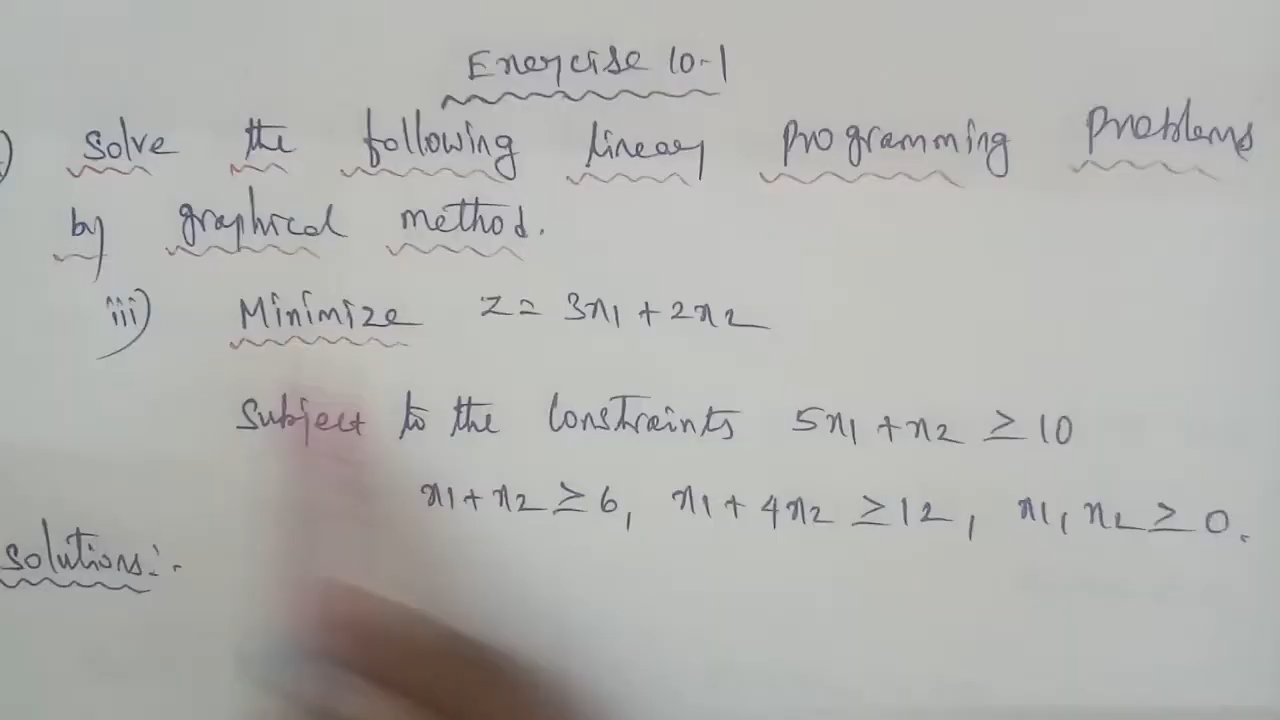 Exercise 10.1
) Solve the following linear programming problems
by graphical method.
iii) Minimize z = 3x1 + 2x2
Subject to the constraints 5x1 + x2 ≥ 10
x1 + x2 ≥ 6, x1 + 4x2 ≥ 12, x1, x2 ≥ 0.
Solutions:-